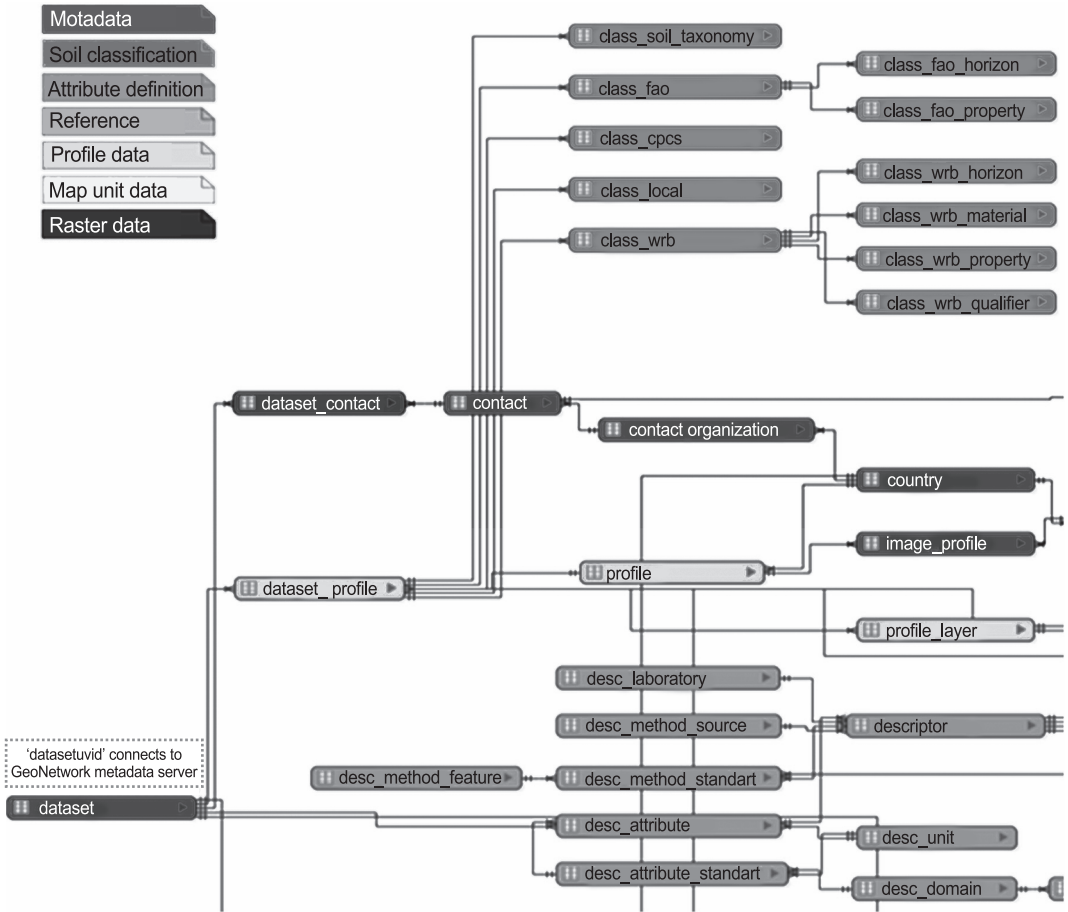 Motadata
Soil classification
Attribute definition
Reference
Profile data
Map unit data
Raster data
class_soil_taxonomy
class_fao
class_cpcs
class_local
class_wrb
class_fao_horizon
class_fao_property
class_wrb_horizon
class_wrb_material
class_wrb_property
class_wrb_qualifier
dataset_contact
contact
contact organization
country
image_profile
dataset_ profile
profile
profile_layer
desc_laboratory
desc_method_source
descriptor
desc_method_feature
desc_method_standart
'datasetuvid' connects to
GeoNetwork metadata server
dataset
desc_attribute
desc_unit
desc_attribute_standart
desc_domain